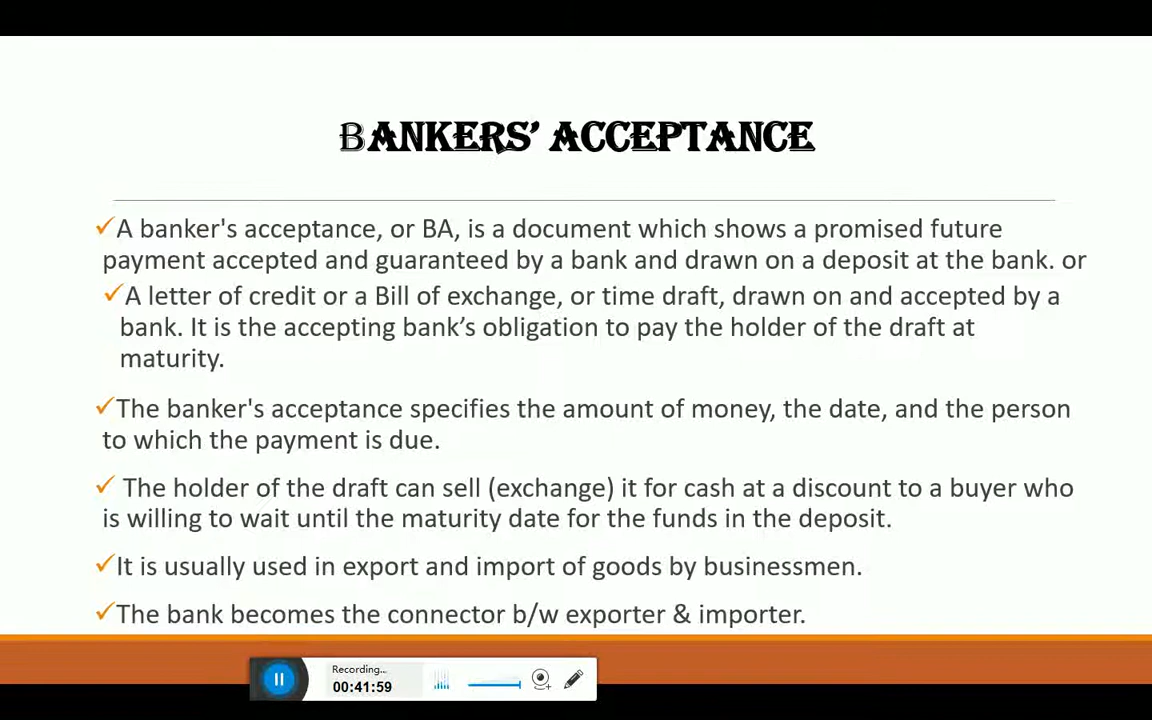 BANKERS’ ACCEPTANCE
✓A banker's acceptance, or BA, is a document which shows a promised future
payment accepted and guaranteed by a bank and drawn on a deposit at the bank. or
✓A letter of credit or a Bill of exchange, or time draft, drawn on and accepted by a
bank. It is the accepting bank’s obligation to pay the holder of the draft at
maturity.
✓The banker's acceptance specifies the amount of money, the date, and the person
to which the payment is due.
✓ The holder of the draft can sell (exchange) it for cash at a discount to a buyer who
is willing to wait until the maturity date for the funds in the deposit.
✓It is usually used in export and import of goods by businessmen.
✓The bank becomes the connector b/w exporter & importer.
Recording...
00:41:59